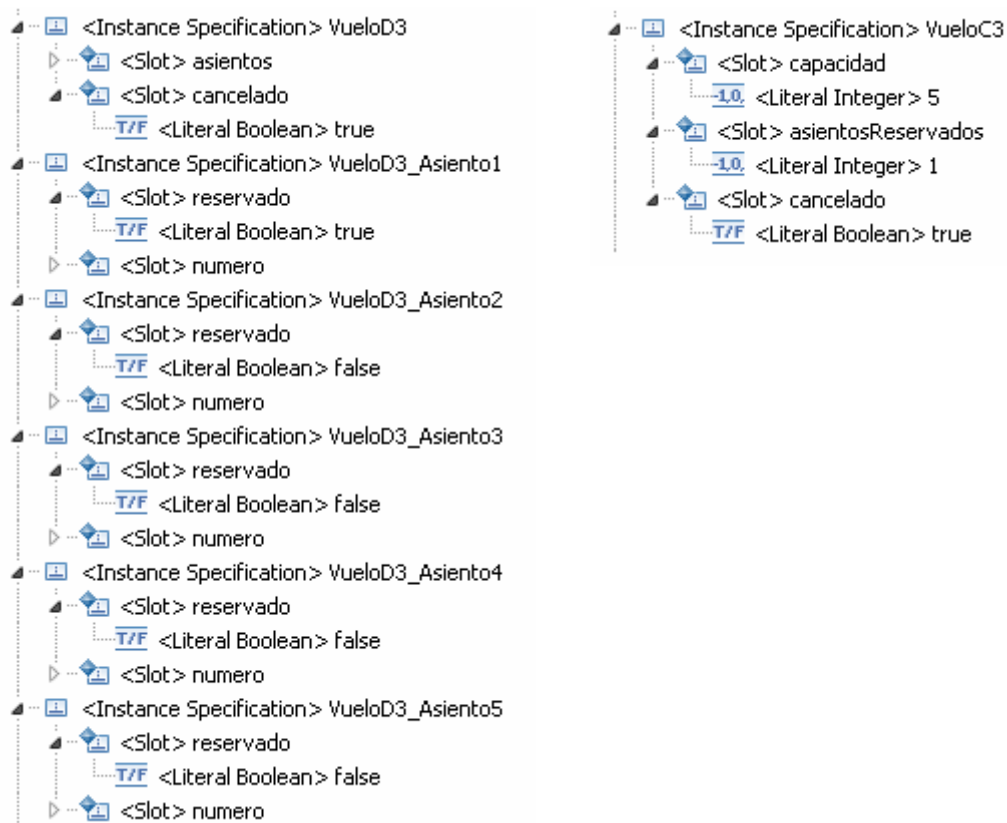 <Instance Specification> VueloD3
<Slot> asientos
<Slot> cancelado
T/F <Literal Boolean> true
<Instance Specification> VueloD3_Asiento1
<Slot> reservado
T/F <Literal Boolean> true
<Slot> numero
<Instance Specification> VueloD3_Asiento2
<Slot> reservado
T/F <Literal Boolean> false
<Slot> numero
<Instance Specification> VueloD3_Asiento3
<Slot> reservado
T/F <Literal Boolean> false
<Slot> numero
<Instance Specification> VueloD3_Asiento4
<Slot> reservado
T/F <Literal Boolean> false
<Slot> numero
<Instance Specification> VueloD3_Asiento5
<Slot> reservado
T/F <Literal Boolean> false
<Slot> numero
<Instance Specification> VueloC3
<Slot> capacidad
-1,0, <Literal Integer> 5
<Slot> asientosReservados
-1,0, <Literal Integer> 1
<Slot> cancelado
T/F <Literal Boolean> true